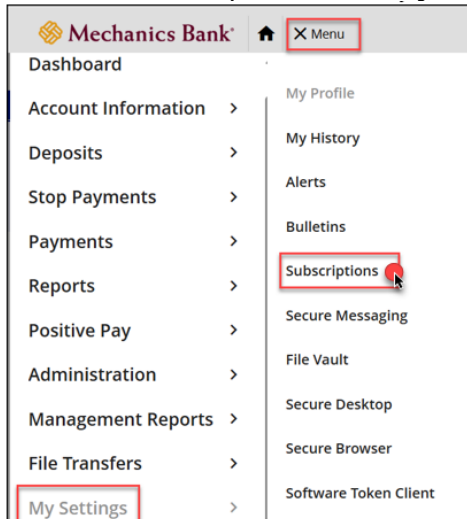 Mechanics Bank
Menu
Dashboard
Account Information
Deposits
Stop Payments
Payments
Reports
Positive Pay
Administration
Management Reports
File Transfers
My Settings
My Profile
My History
Alerts
Bulletins
Subscriptions
Secure Messaging
File Vault
Secure Desktop
Secure Browser
Software Token Client